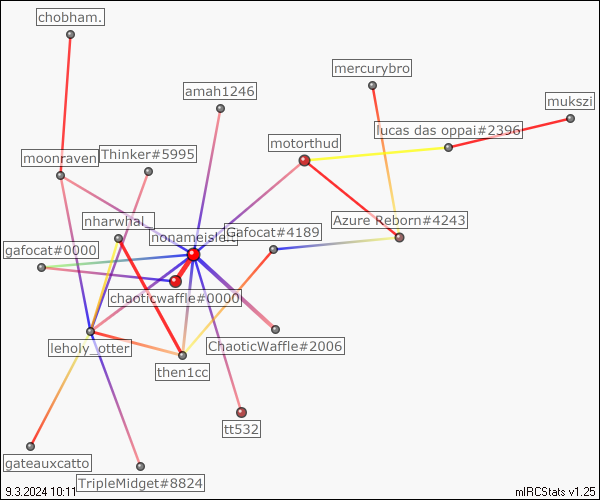 chobham.
mercurybro
amah1246
mukszi
lucas das oppai#2396
motorthud
Thinker#5995
moonraven
nharwhal_
Azure Reborn#4243
Gafocat#4189
gafocat#0000
chaoticwaffle#0000
ChaoticWaffle#2006
leholy_otter
then1cc
tt532
gateauxcatto
TripleMidget#8824
9.3.2024 10:11
mIRCStats v1.25